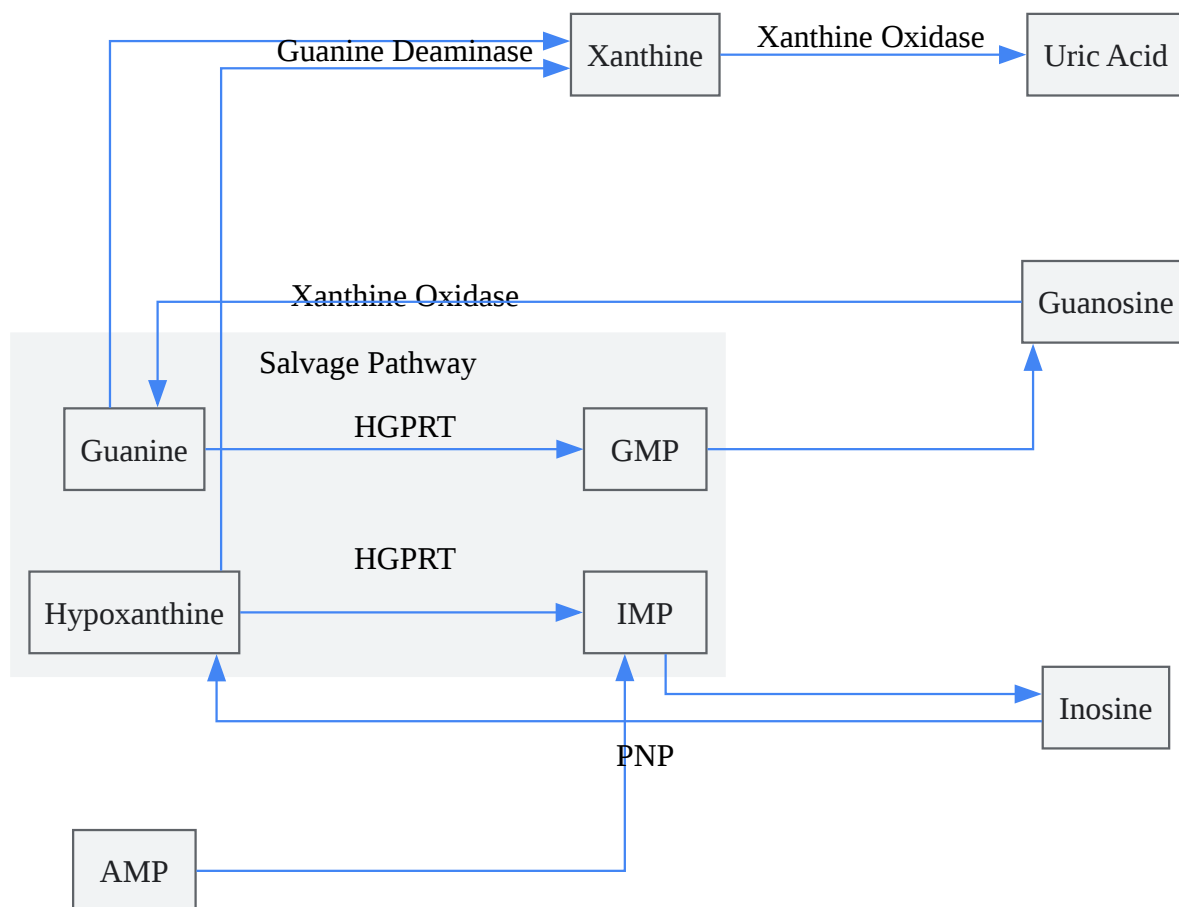 Guanine Deaminase
Xanthine
Xanthine Oxidase
Uric Acid
Xanthine Oxidase
Guanosine
Salvage Pathway
Guanine
HGPRT
GMP
HGPRT
Hypoxanthine
IMP
Inosine
PNP
AMP